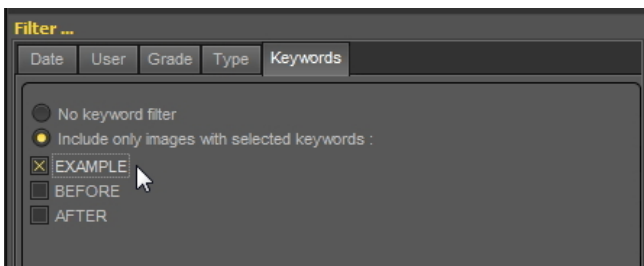 Filter ...
Date User Grade Type Keywords
No keyword filter
Include only images with selected keywords :
EXAMPLE
BEFORE
AFTER